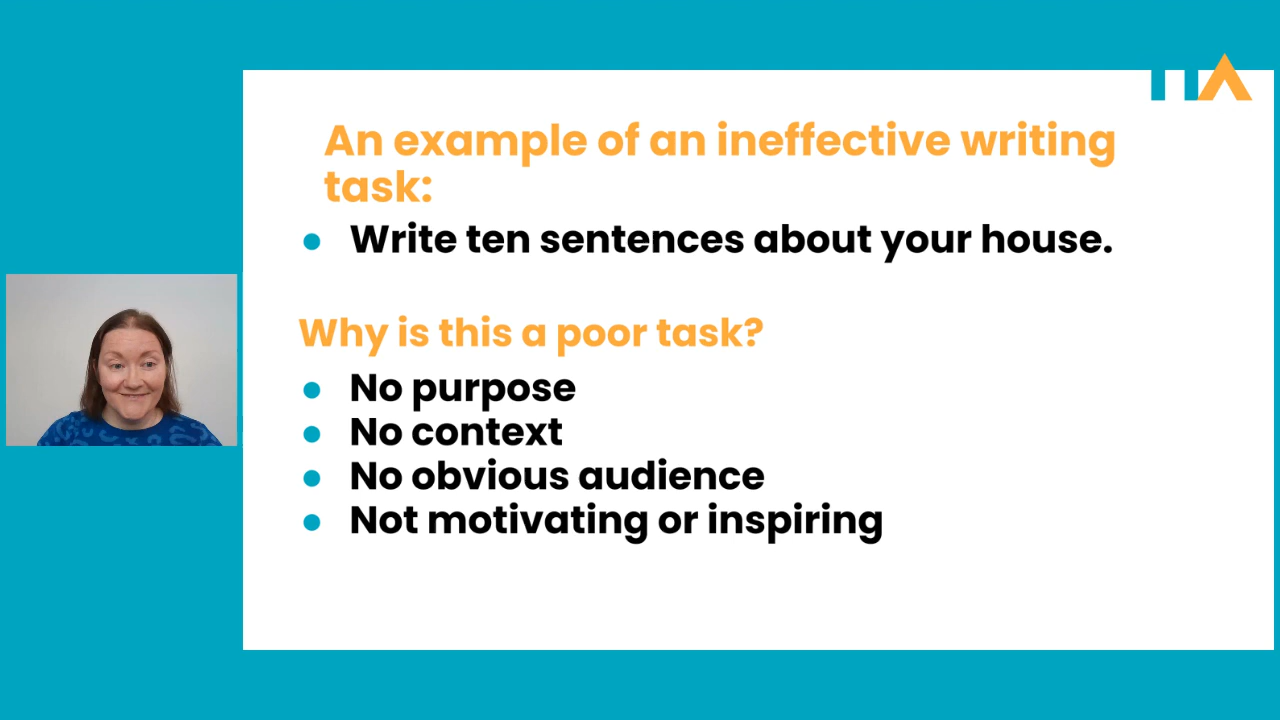 An example of an ineffective writing
task:
• Write ten sentences about your house.
Why is this a poor task?
• No purpose
• No context
• No obvious audience
• Not motivating or inspiring